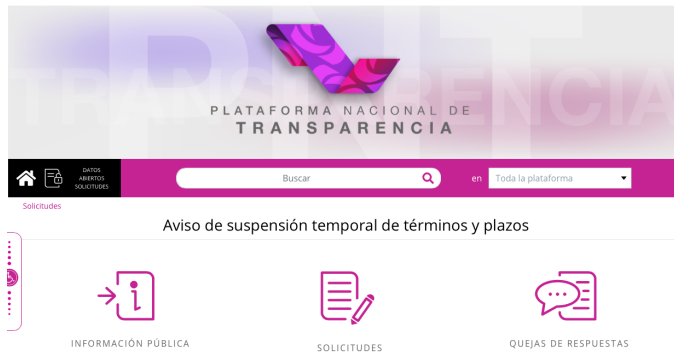 PLATAFORMA NACIONAL DE
TRANSPARENCIA
DATOS
ABIERTOS
SOLICITUDES
Buscar
en
Toda la plataforma
Solicitudes
Aviso de suspensión temporal de términos y plazos
INFORMACIÓN PÚBLICA
SOLICITUDES
QUEJAS DE RESPUESTAS